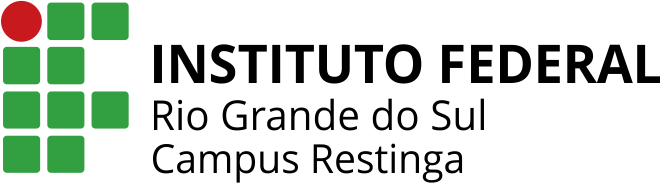 INSTITUTO FEDERAL
Rio Grande do Sul
Campus Restinga